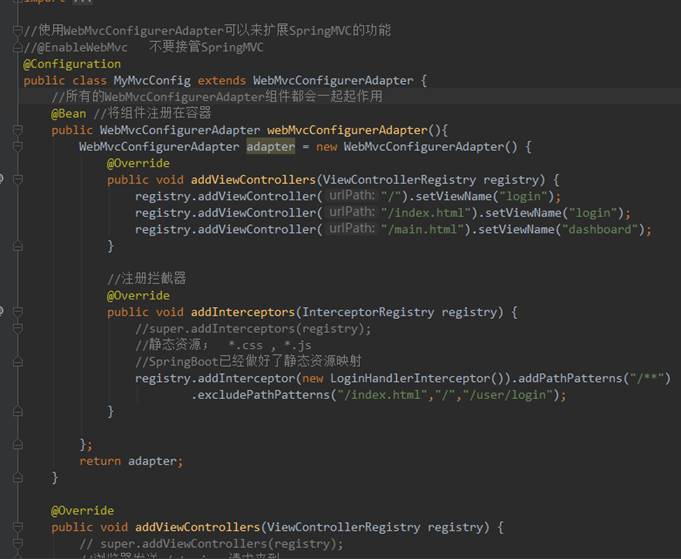 import ...
//使用WebMvcConfigurerAdapter可以来扩展SpringMVC的功能
//@EnableWebMvc   不要接管SpringMVC
@Configuration
public class MyMvcConfig extends WebMvcConfigurerAdapter {
//所有的WebMvcConfigurerAdapter组件都会一起起作用
@Bean //将组件注册在容器
public WebMvcConfigurerAdapter webMvcConfigurerAdapter(){
WebMvcConfigurerAdapter adapter = new WebMvcConfigurerAdapter() {
@Override
public void addViewControllers(ViewControllerRegistry registry) {
registry.addViewController( urlPath: "/").setViewName("login");
registry.addViewController( urlPath: "/index.html").setViewName("login");
registry.addViewController( urlPath: "/main.html").setViewName("dashboard");
}
//注册拦截器
@Override
public void addInterceptors(InterceptorRegistry registry) {
//super.addInterceptors(registry);
//静态资源；  *.css , *.js
//SpringBoot已经做好了静态资源映射
registry.addInterceptor(new LoginHandlerInterceptor()).addPathPatterns("/**")
.excludePathPatterns("/index.html","/","/user/login");
}
};
return adapter;
}
@Override
public void addViewControllers(ViewControllerRegistry registry) {
// super.addViewControllers(registry);